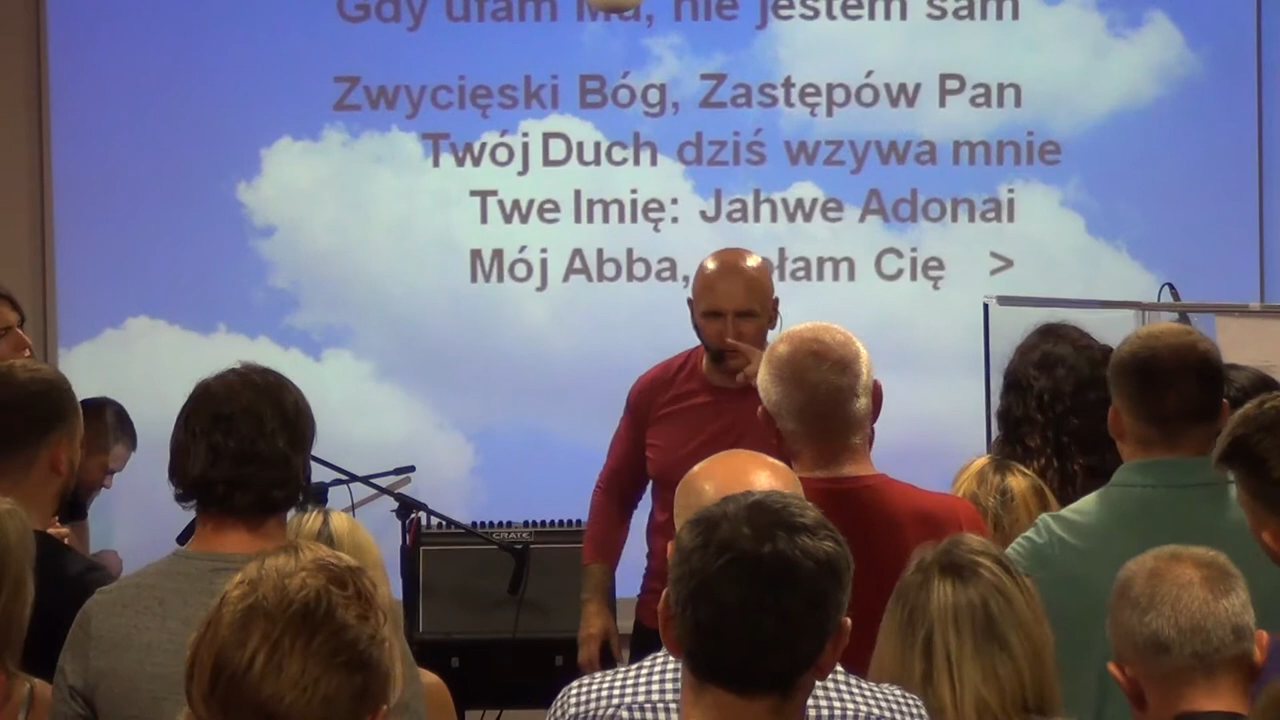 Gdy ufam Mu, nie jestem sam
Zwycięski Bóg, Zastępów Pan
Twój Duch dziś wzywa mnie
Twe Imię: Jahwe Adonai
Mój Abba, Cię >
CRATE